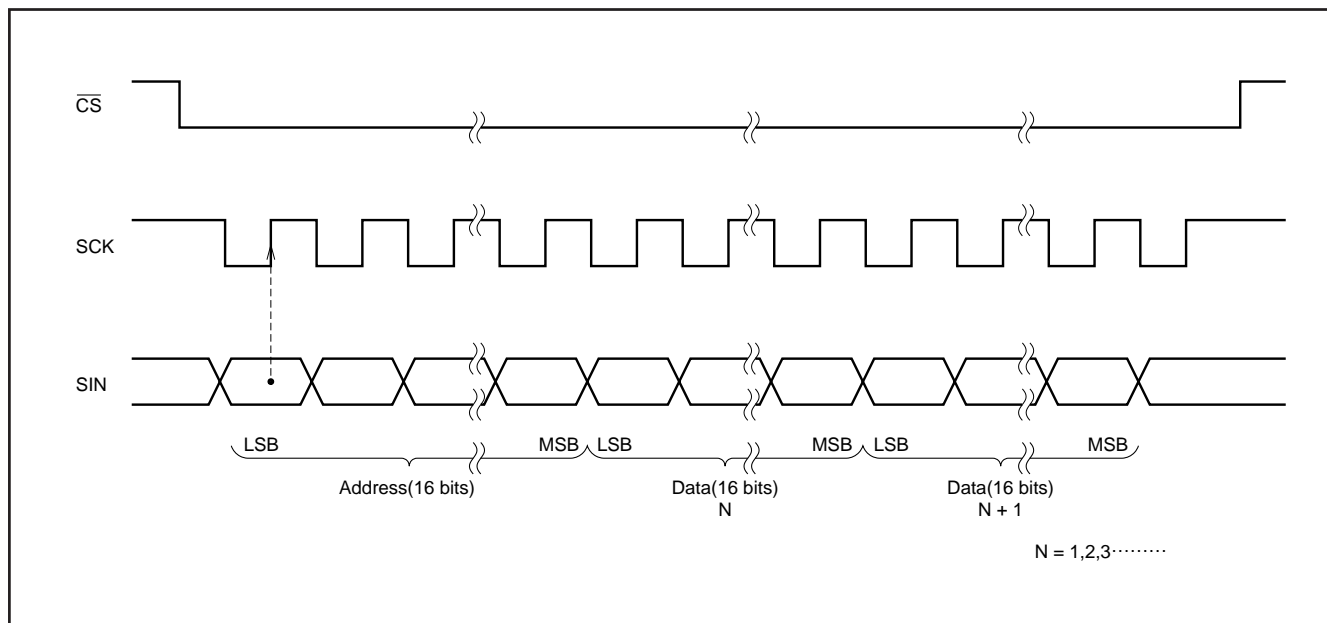 CS
SCK
SIN
LSB MSB LSB MSB LSB MSB
Address(16 bits) Data(16 bits) Data(16 bits)
N N + 1
N = 1,2,3·········